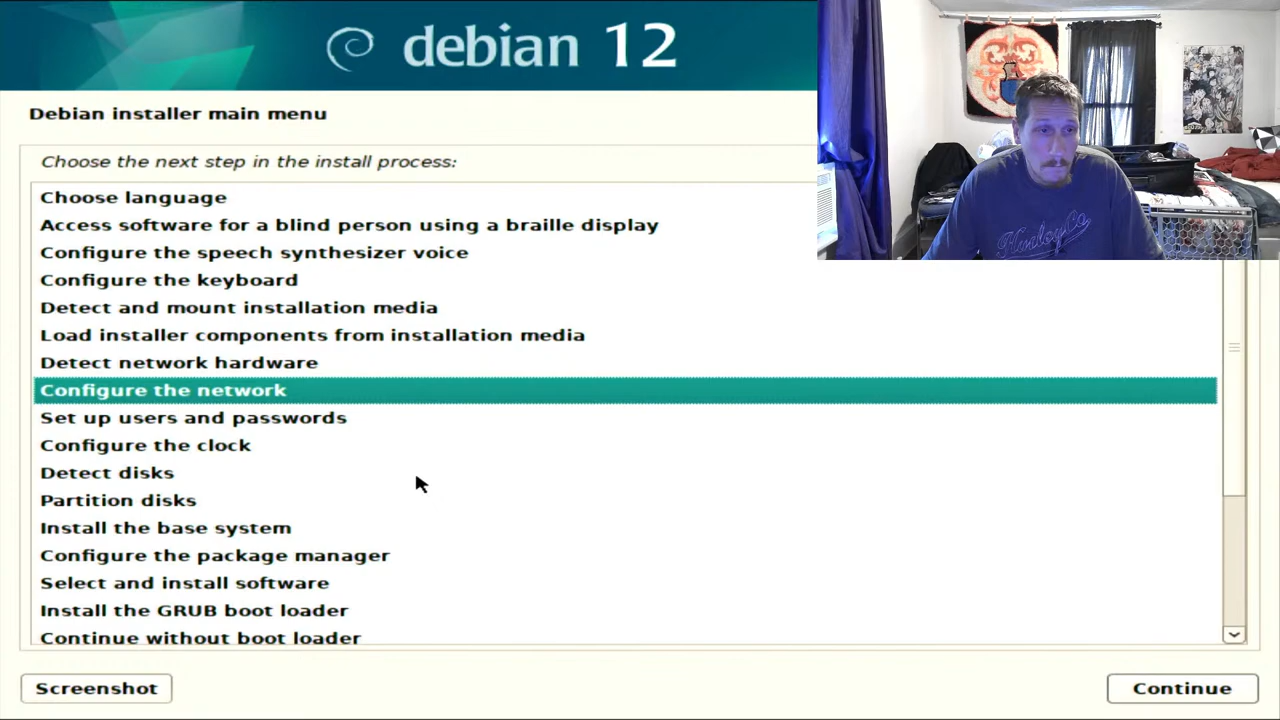 debian 12
Debian installer main menu
Choose the next step in the install process:
Choose language
Access software for a blind person using a braille display
Configure the speech synthesizer voice
Configure the keyboard
Detect and mount installation media
Load installer components from installation media
Detect network hardware
Configure the network
Set up users and passwords
Configure the clock
Detect disks
Partition disks
Install the base system
Configure the package manager
Select and install software
Install the GRUB boot loader
Continue without boot loader
Screenshot
Continue